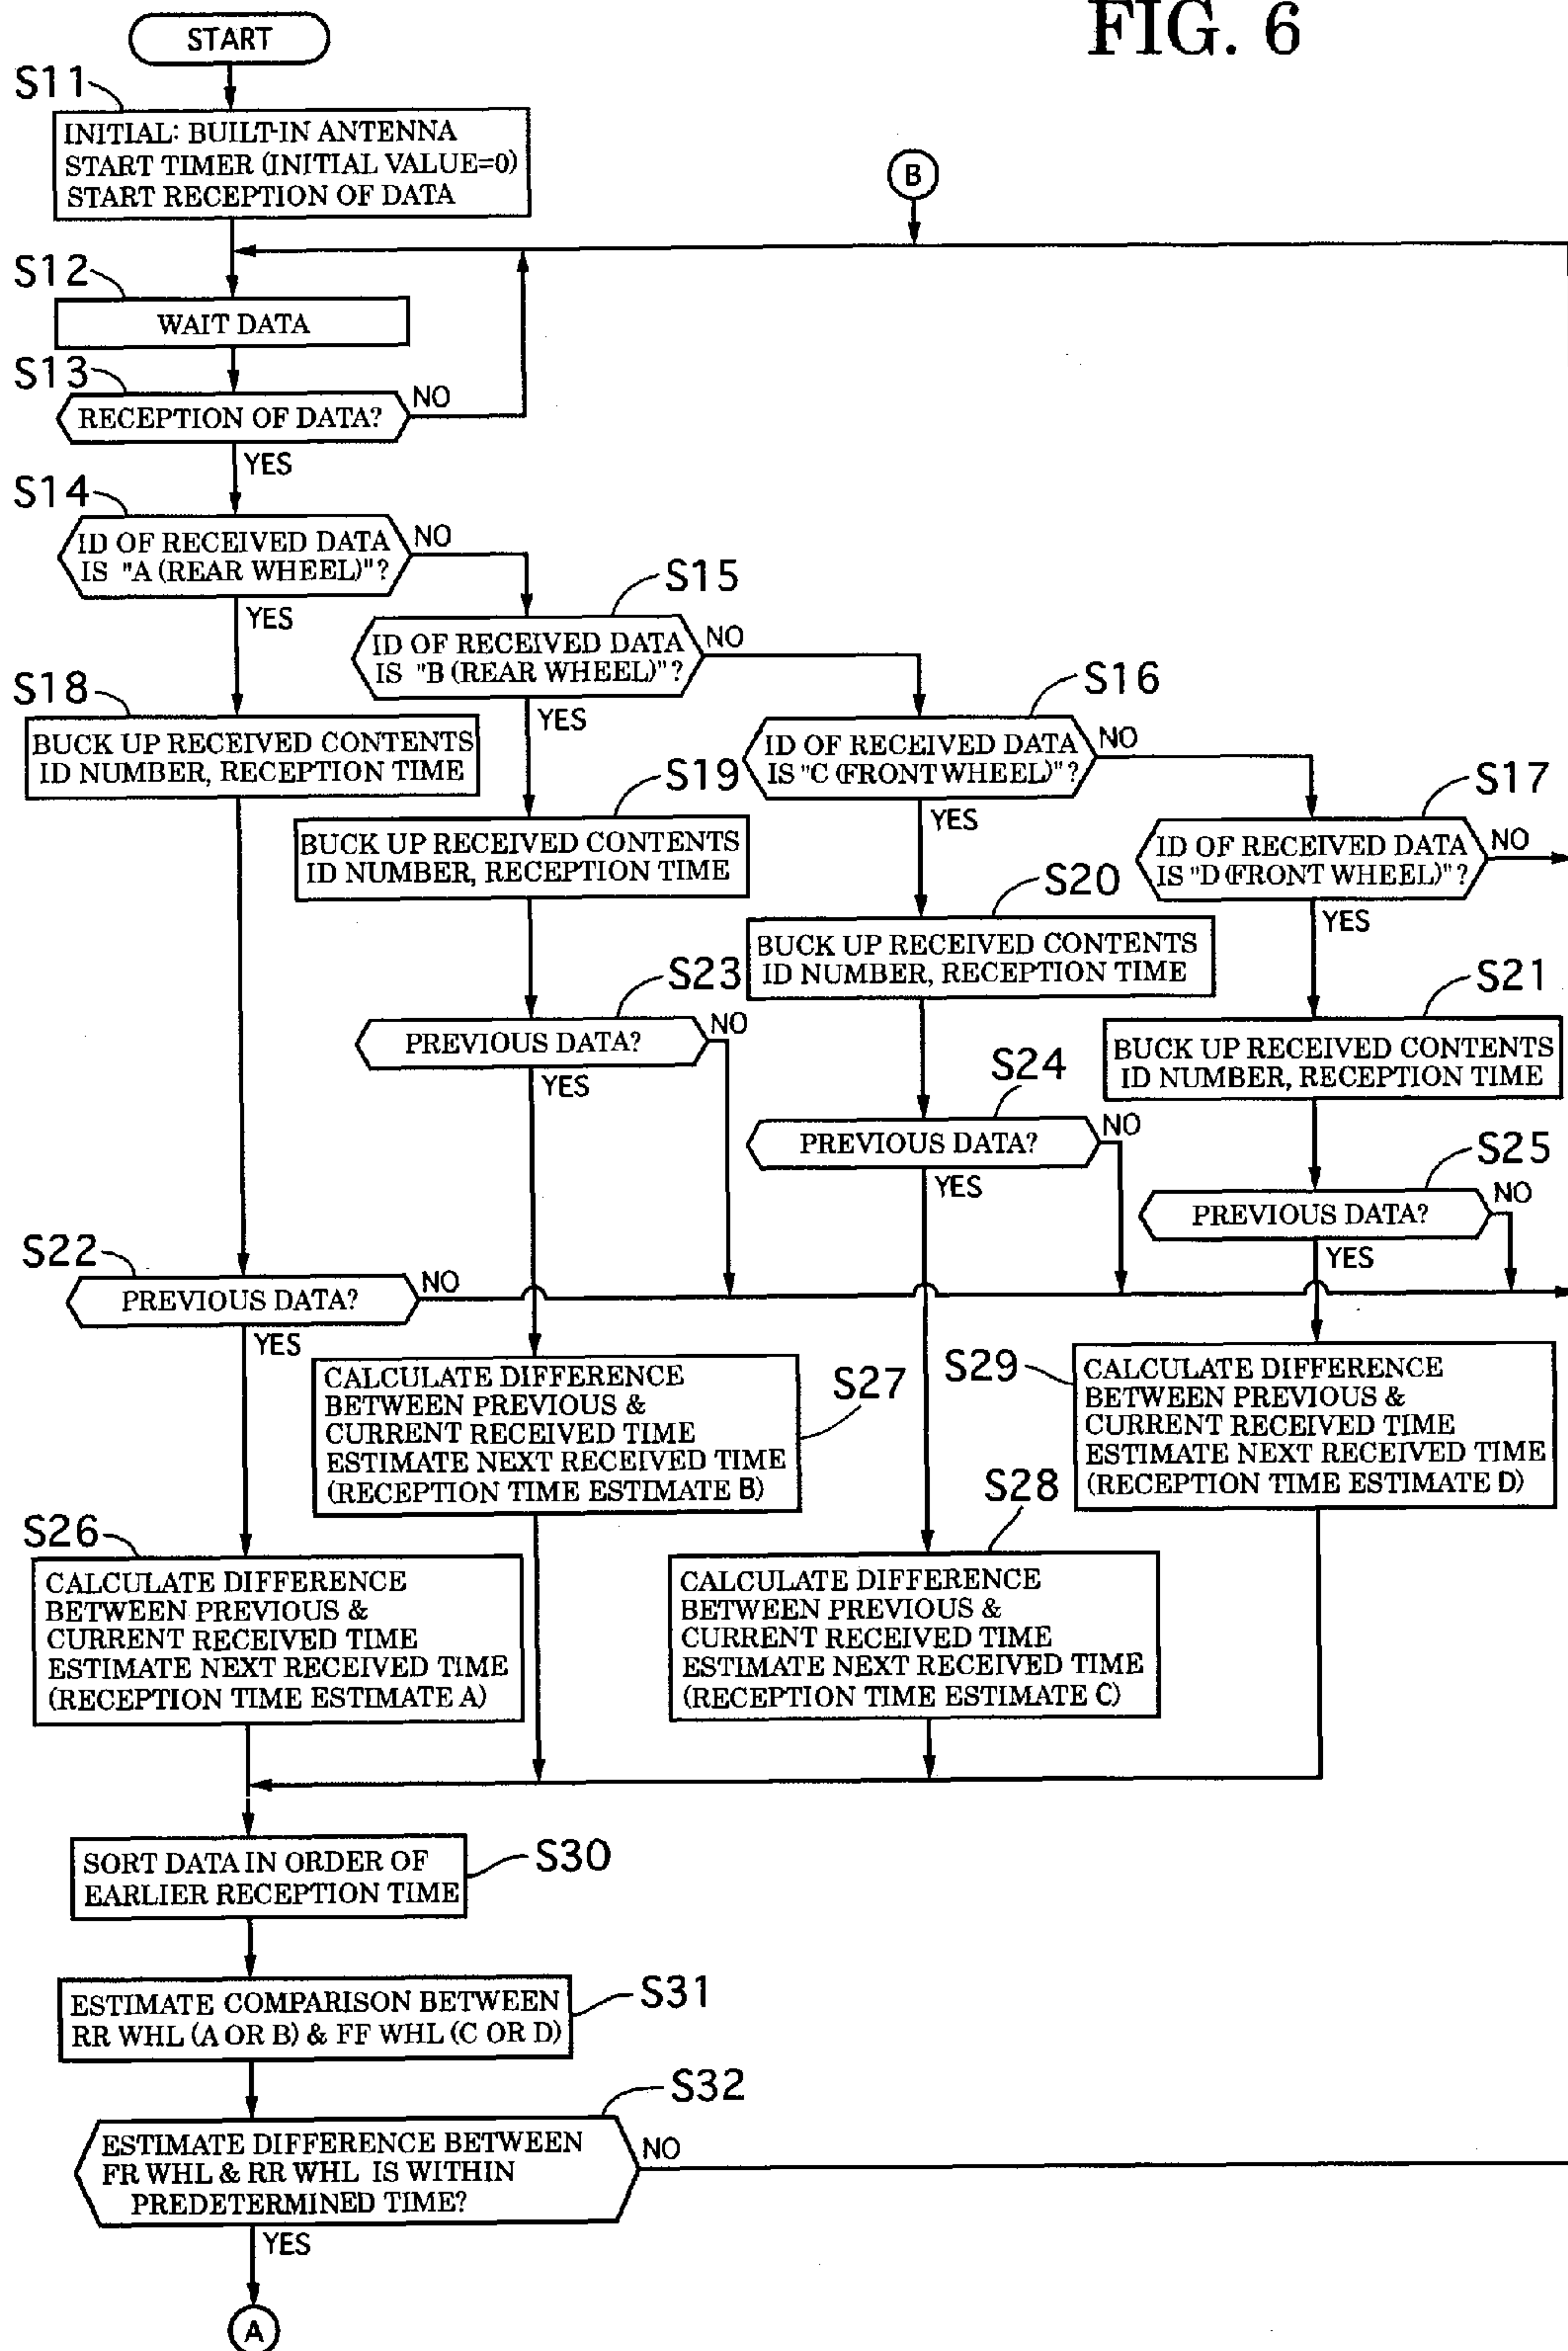 FIG. 6
START
S11
INITIAL: BUILT-IN ANTENNA
START TIMER (INITIAL VALUE=0)
START RECEPTION OF DATA
B
S12
WAIT DATA
S13
RECEPTION OF DATA?
NO
YES
S14
ID OF RECEIVED DATA
IS "A (REAR WHEEL)"?
NO
YES
S15
ID OF RECEIVED DATA
IS "B (REAR WHEEL)"?
NO
YES
S16
ID OF RECEIVED DATA
IS "C (FRONT WHEEL)"?
NO
YES
S17
ID OF RECEIVED DATA
IS "D (FRONT WHEEL)"?
NO
YES
S18
BUCK UP RECEIVED CONTENTS
ID NUMBER, RECEPTION TIME
S19
BUCK UP RECEIVED CONTENTS
ID NUMBER, RECEPTION TIME
S20
BUCK UP RECEIVED CONTENTS
ID NUMBER, RECEPTION TIME
S21
BUCK UP RECEIVED CONTENTS
ID NUMBER, RECEPTION TIME
S23
PREVIOUS DATA?
NO
YES
S24
PREVIOUS DATA?
NO
YES
S25
PREVIOUS DATA?
NO
YES
S22
PREVIOUS DATA?
NO
YES
CALCULATE DIFFERENCE
BETWEEN PREVIOUS &
CURRENT RECEIVED TIME
ESTIMATE NEXT RECEIVED TIME
(RECEPTION TIME ESTIMATE B)
S27
S29
CALCULATE DIFFERENCE
BETWEEN PREVIOUS &
CURRENT RECEIVED TIME
ESTIMATE NEXT RECEIVED TIME
(RECEPTION TIME ESTIMATE D)
S26
CALCULATE DIFFERENCE
BETWEEN PREVIOUS &
CURRENT RECEIVED TIME
ESTIMATE NEXT RECEIVED TIME
(RECEPTION TIME ESTIMATE A)
S28
CALCULATE DIFFERENCE
BETWEEN PREVIOUS &
CURRENT RECEIVED TIME
ESTIMATE NEXT RECEIVED TIME
(RECEPTION TIME ESTIMATE C)
SORT DATA IN ORDER OF
EARLIER RECEPTION TIME
S30
ESTIMATE COMPARISON BETWEEN
RR WHL (A OR B) & FF WHL (C OR D)
S31
S32
ESTIMATE DIFFERENCE BETWEEN
FR WHL & RR WHL IS WITHIN
PREDETERMINED TIME?
NO
YES
A